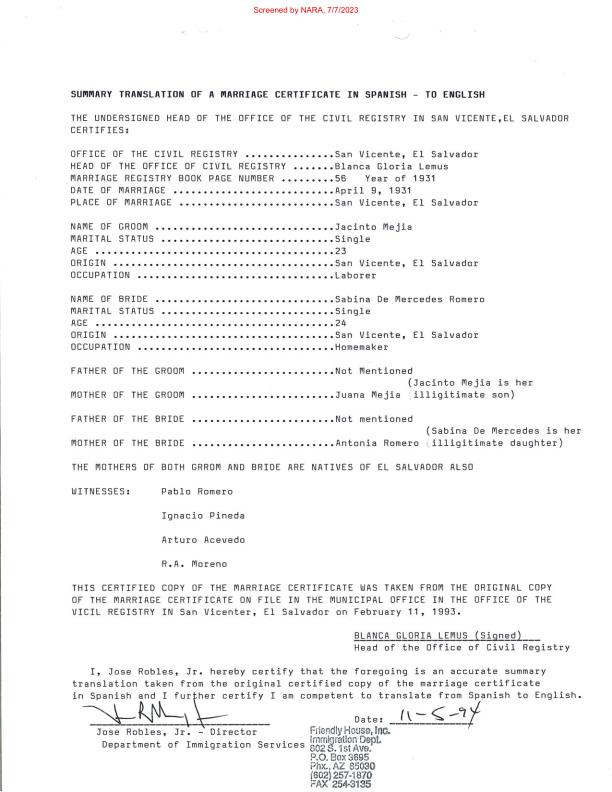 Screened by NARA, 7/7/2023
SUMMARY TRANSLATION OF A MARRIAGE CERTIFICATE IN SPANISH - TO ENGLISH
THE UNDERSIGNED HEAD OF THE OFFICE OF THE CIVIL REGISTRY IN SAN VICENTE,EL SALVADOR
CERTIFIES:
OFFICE OF THE CIVIL REGISTRY ...............San Vicente, El Salvador
HEAD OF THE OFFICE OF CIVIL REGISTRY .......Blanca Gloria Lemus
MARRIAGE REGISTRY BOOK PAGE NUMBER .........56 Year of 1931
DATE OF MARRIAGE ...........................April 9, 1931
PLACE OF MARRIAGE ..........................San Vicente, El Salvador
NAME OF GROOM ..............................Jacinto Mejia
MARITAL STATUS .............................Single
AGE ........................................23
ORIGIN .....................................San Vicente, El Salvador
OCCUPATION .................................Laborer
NAME OF BRIDE ..............................Sabina De Mercedes Romero
MARITAL STATUS .............................Single
AGE ........................................24
ORIGIN .....................................San Vicente, El Salvador
OCCUPATION .................................Homemaker
FATHER OF THE GROOM ........................Not Mentioned
(Jacinto Mejia is her
MOTHER OF THE GROOM ........................Juana Mejia illigitimate son)
FATHER OF THE BRIDE ........................Not mentioned
(Sabina De Mercedes is her
MOTHER OF THE BRIDE ........................Antonia Romero illigitimate daughter)
THE MOTHERS OF BOTH GRROM AND BRIDE ARE NATIVES OF EL SALVADOR ALSO
WITNESSES: Pablo Romero
Ignacio Pineda
Arturo Acevedo
R.A. Moreno
THIS CERTIFIED COPY OF THE MARRIAGE CERTIFICATE WAS TAKEN FROM THE ORIGINAL COPY
OF THE MARRIAGE CERTIFICATE ON FILE IN THE MUNICIPAL OFFICE IN THE OFFICE OF THE
VICIL REGISTRY IN San Vicenter, El Salvador on February 11, 1993.
BLANCA GLORIA LEMUS (Signed)
Head of the Office of Civil Registry
I, Jose Robles, Jr. hereby certify that the foregoing is an accurate summary
translation taken from the original certified copy of the marriage certificate
in Spanish and I further certify I am competent to translate from Spanish to English.
Date: 11-5-94
Jose Robles, Jr - Director
Department of Immigration Services
Friendly House, Inc.
Immigration Dept.
802 S. 1st Ave.
P.O. Box 3695
Phx., AZ 85030
(602) 257-1870
FAX 254-3135